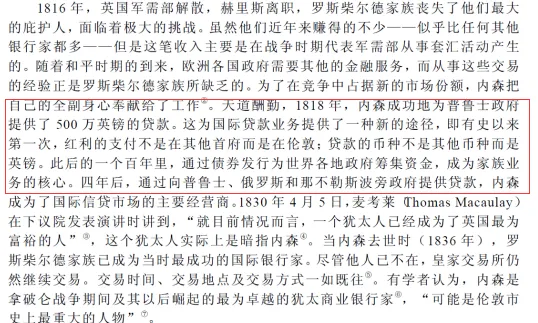 1816 年，英国军需部解散，赫里斯离职，罗斯柴尔德家族丧失了他们最大
的庇护人，面临着极大的挑战。虽然他们近年来赚得的不少——似乎比任何其他
银行家都多——但是这笔收入主要是在战争时期代表军需部从事套汇活动产生
的。随着和平时期的到来，欧洲各国政府需要其他的金融服务，而从事这些交易
的经验正是罗斯柴尔德家族所缺乏的。为了在竞争中占据新的市场份额，内森把
自己的全副身心奉献给了工作②。天道酬勤，1818 年，内森成功地为普鲁士政府
提供了 500 万英镑的贷款。这为国际贷款业务提供了一种新的途径，即有史以来
第一次，红利的支付不是在其他首府而是在伦敦；贷款的币种不是其他币种而是
英镑。此后的一个百年里，通过债券发行为世界各地政府筹集资金，成为家族业
务的核心。四年后，通过向普鲁士、俄罗斯和那不勒斯波旁政府提供贷款，内森
成为了国际信贷市场的主要经营商。1830 年 4 月 5 日，麦考莱（Thomas Macaulay）
在下议院发表演讲时讲到，“就目前情况而言，一个犹太人已经成为了英国最为
富裕的人”③，这个犹太人实际上是暗指内森④。当内森去世时（1836 年），罗
斯柴尔德家族已成为当时最成功的国际银行家。尽管他人已不在，皇家交易所仍
然继续交易。交易时间、交易地点及交易方式一如既往⑤。有学者认为，内森是
拿破仑战争期间及其以后崛起的最为卓越的犹太商业银行家⑥，“可能是伦敦市
史上最重大的人物”⑦。